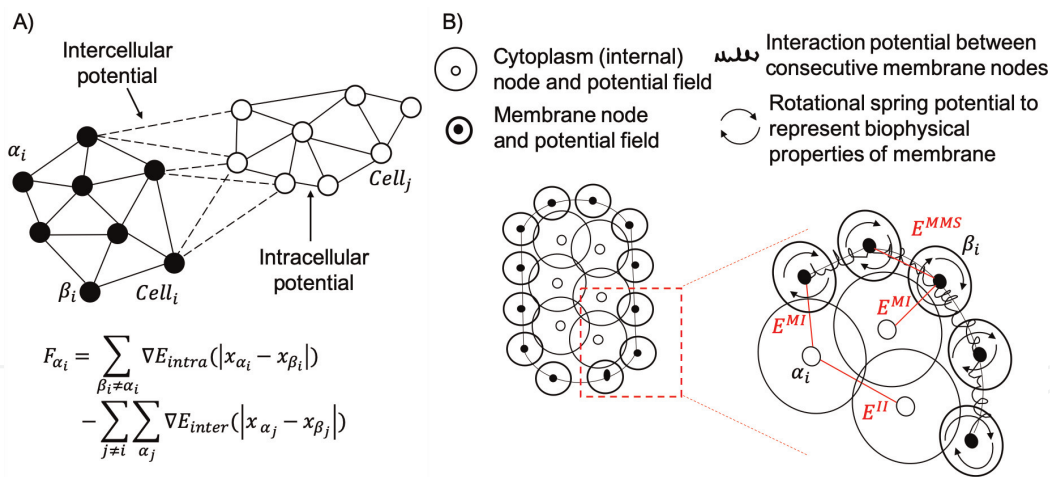 A)
Intercellular
potential
α_i
β_i
Cell_i
Cell_j
Intracellular
potential
F_{α_i} = ∑_{β_i≠α_i} ∇E_{intra}(|x_{α_i} − x_{β_i}|)
− ∑_{j≠i} ∑_{α_j} ∇E_{inter}(|x_{α_j} − x_{β_j}|)
B)
Cytoplasm (internal)
node and potential field
Membrane node
and potential field
Interaction potential between
consecutive membrane nodes
Rotational spring potential to
represent biophysical
properties of membrane
E^{MMS}
β_i
E^{MI}
E^{MI}
α_i
E^{II}